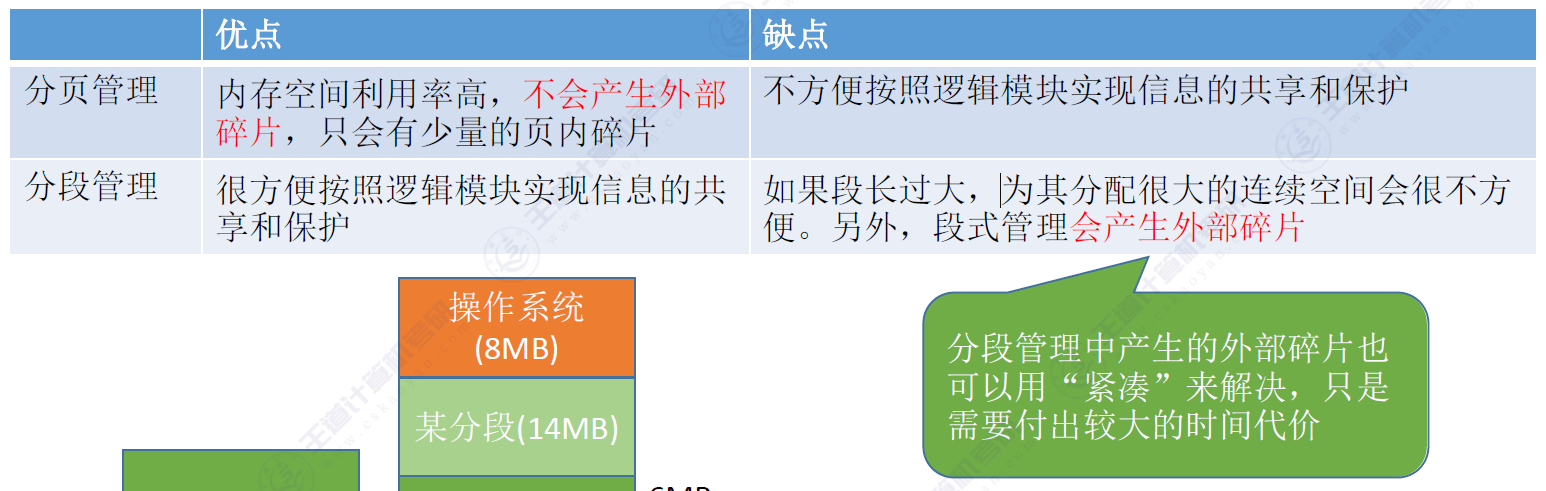 优点
缺点
分页管理
内存空间利用率高，不会产生外部
碎片，只会有少量的页内碎片
不方便按照逻辑模块实现信息的共享和保护
分段管理
很方便按照逻辑模块实现信息的共
享和保护
如果段长过大，为其分配很大的连续空间会很不方
便。另外，段式管理会产生外部碎片
操作系统
(8MB)
某分段(14MB)
分段管理中产生的外部碎片也
可以用“紧凑”来解决，只是
需要付出较大的时间代价
6MB
王道计算机考研